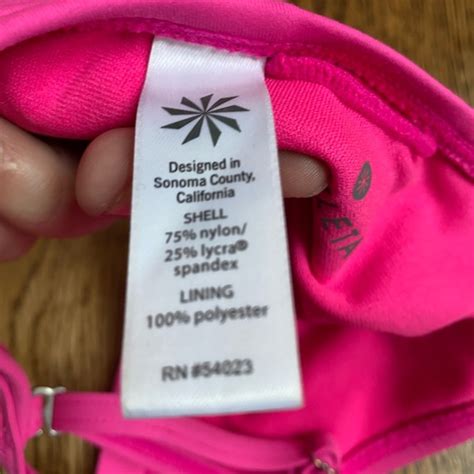 Designed in
Sonoma County,
California
SHELL
75% nylon/
25% lycra®
spandex
LINING
100% polyester
RN #54023